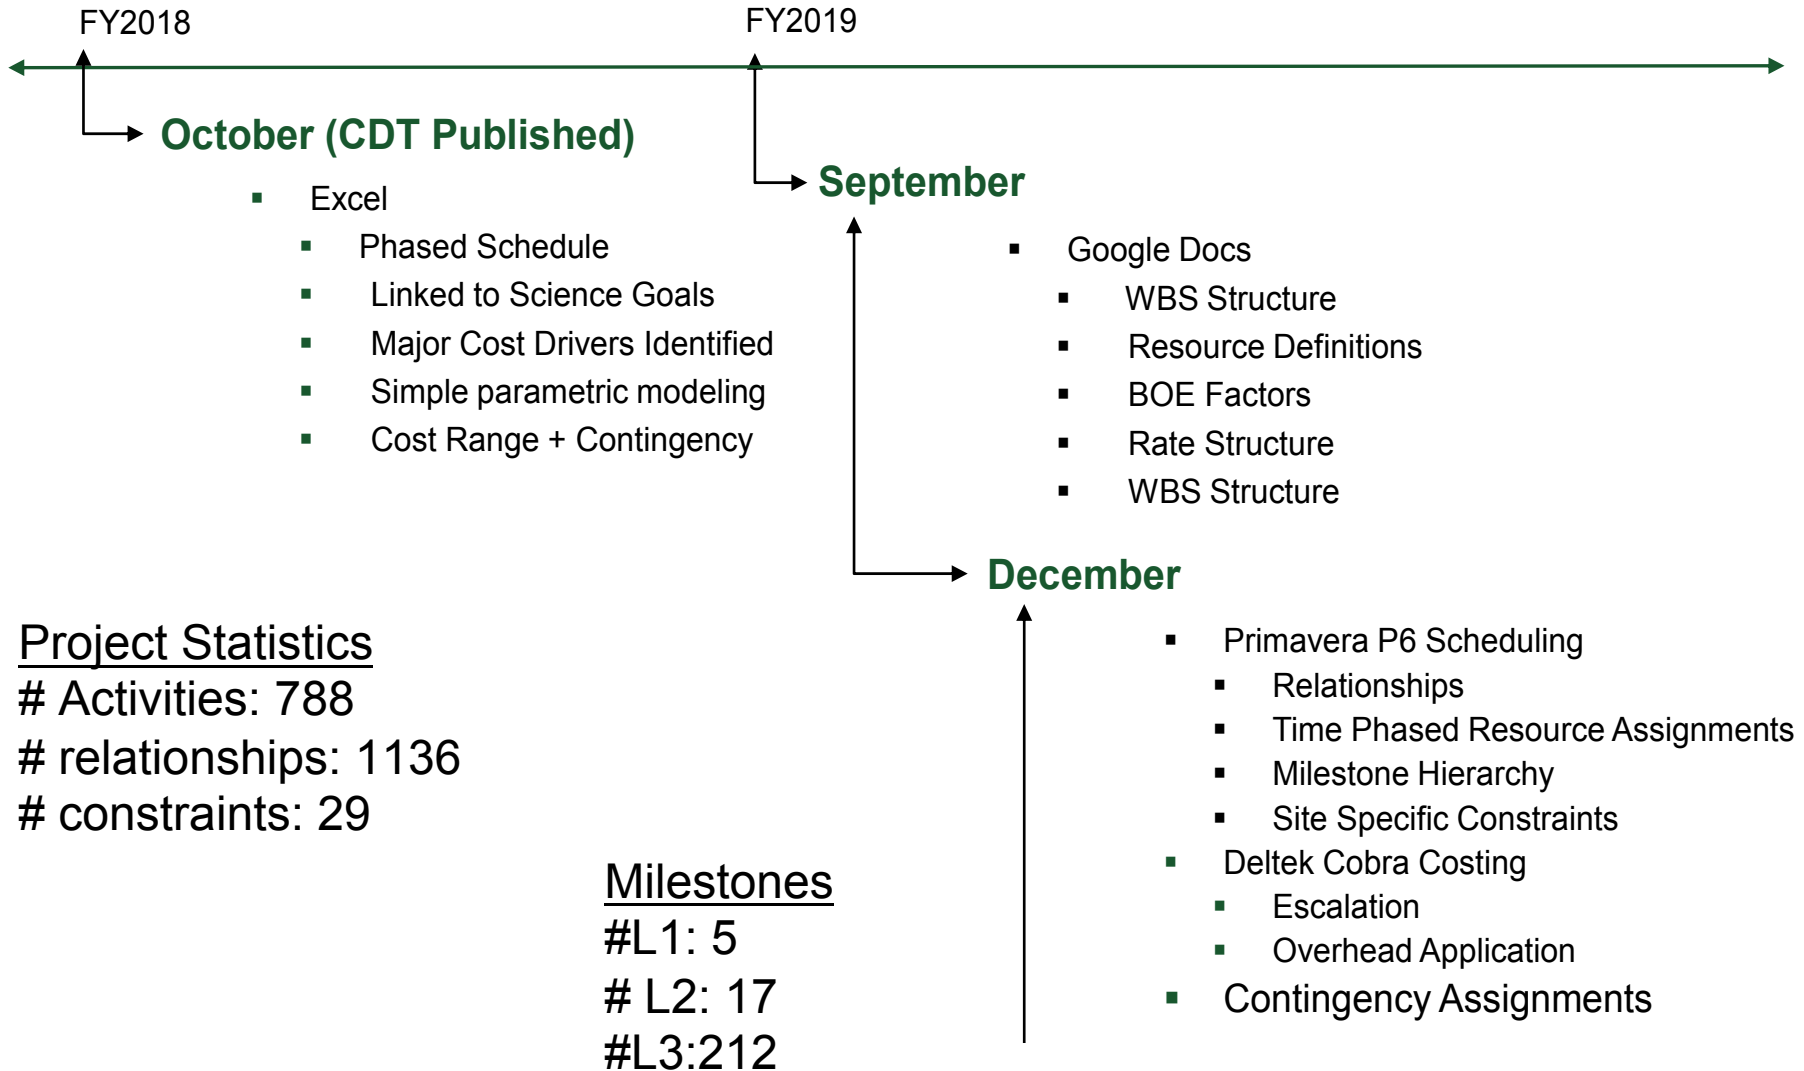 FY2018
FY2019
October (CDT Published)
Excel
Phased Schedule
Linked to Science Goals
Major Cost Drivers Identified
Simple parametric modeling
Cost Range + Contingency
September
Google Docs
WBS Structure
Resource Definitions
BOE Factors
Rate Structure
WBS Structure
December
Primavera P6 Scheduling
Relationships
Time Phased Resource Assignments
Milestone Hierarchy
Site Specific Constraints
Deltek Cobra Costing
Escalation
Overhead Application
Contingency Assignments
Project Statistics
# Activities: 788
# relationships: 1136
# constraints: 29
Milestones
#L1: 5
# L2: 17
#L3:212